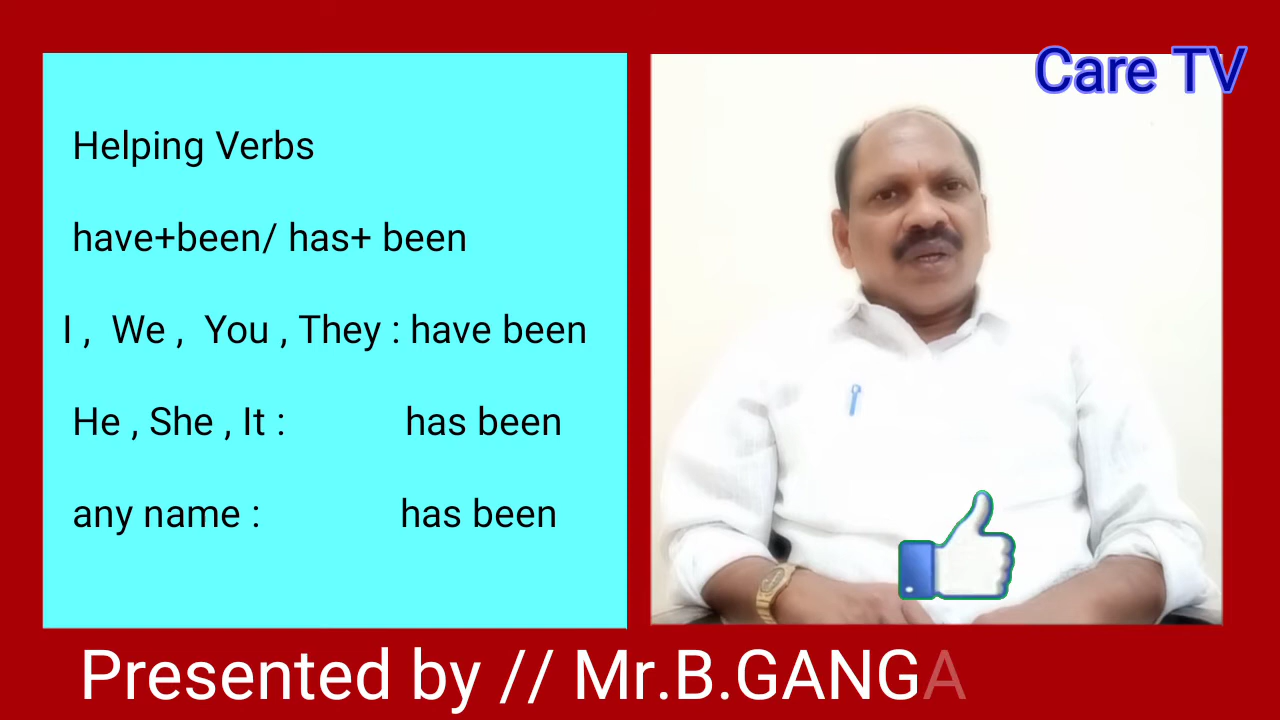 Care TV
Helping Verbs
have+been/ has+ been
I , We , You , They : have been
He , She , It : has been
any name : has been
Presented by // Mr.B.GANGA